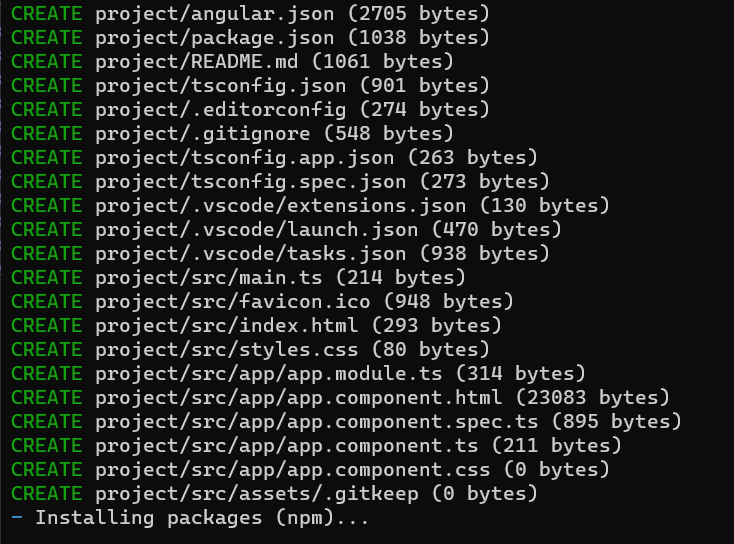 CREATE project/angular.json (2705 bytes)
CREATE project/package.json (1038 bytes)
CREATE project/README.md (1061 bytes)
CREATE project/tsconfig.json (901 bytes)
CREATE project/.editorconfig (274 bytes)
CREATE project/.gitignore (548 bytes)
CREATE project/tsconfig.app.json (263 bytes)
CREATE project/tsconfig.spec.json (273 bytes)
CREATE project/.vscode/extensions.json (130 bytes)
CREATE project/.vscode/launch.json (470 bytes)
CREATE project/.vscode/tasks.json (938 bytes)
CREATE project/src/main.ts (214 bytes)
CREATE project/src/favicon.ico (948 bytes)
CREATE project/src/index.html (293 bytes)
CREATE project/src/styles.css (80 bytes)
CREATE project/src/app/app.module.ts (314 bytes)
CREATE project/src/app/app.component.html (23083 bytes)
CREATE project/src/app/app.component.spec.ts (895 bytes)
CREATE project/src/app/app.component.ts (211 bytes)
CREATE project/src/app/app.component.css (0 bytes)
CREATE project/src/assets/.gitkeep (0 bytes)
- Installing packages (npm)...